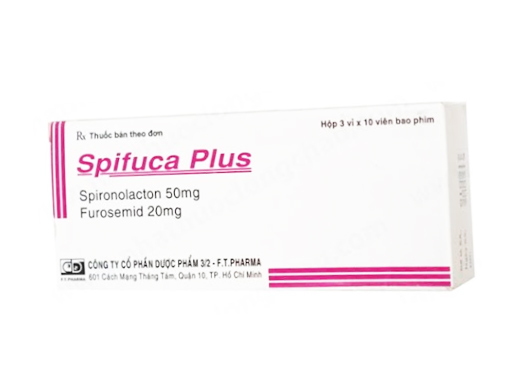 Rx Thuốc bán theo đơn
Hộp 3 vỉ x 10 viên bao phim
Spifuca Plus
Spironolacton 50mg
Furosemid 20mg
CÔNG TY CỔ PHẦN DƯỢC PHẨM 3/2 - F.T.PHARMA
601 Cách Mạng Tháng Tám, Quận 10, TP. Hồ Chí Minh
F.T.PHARMA